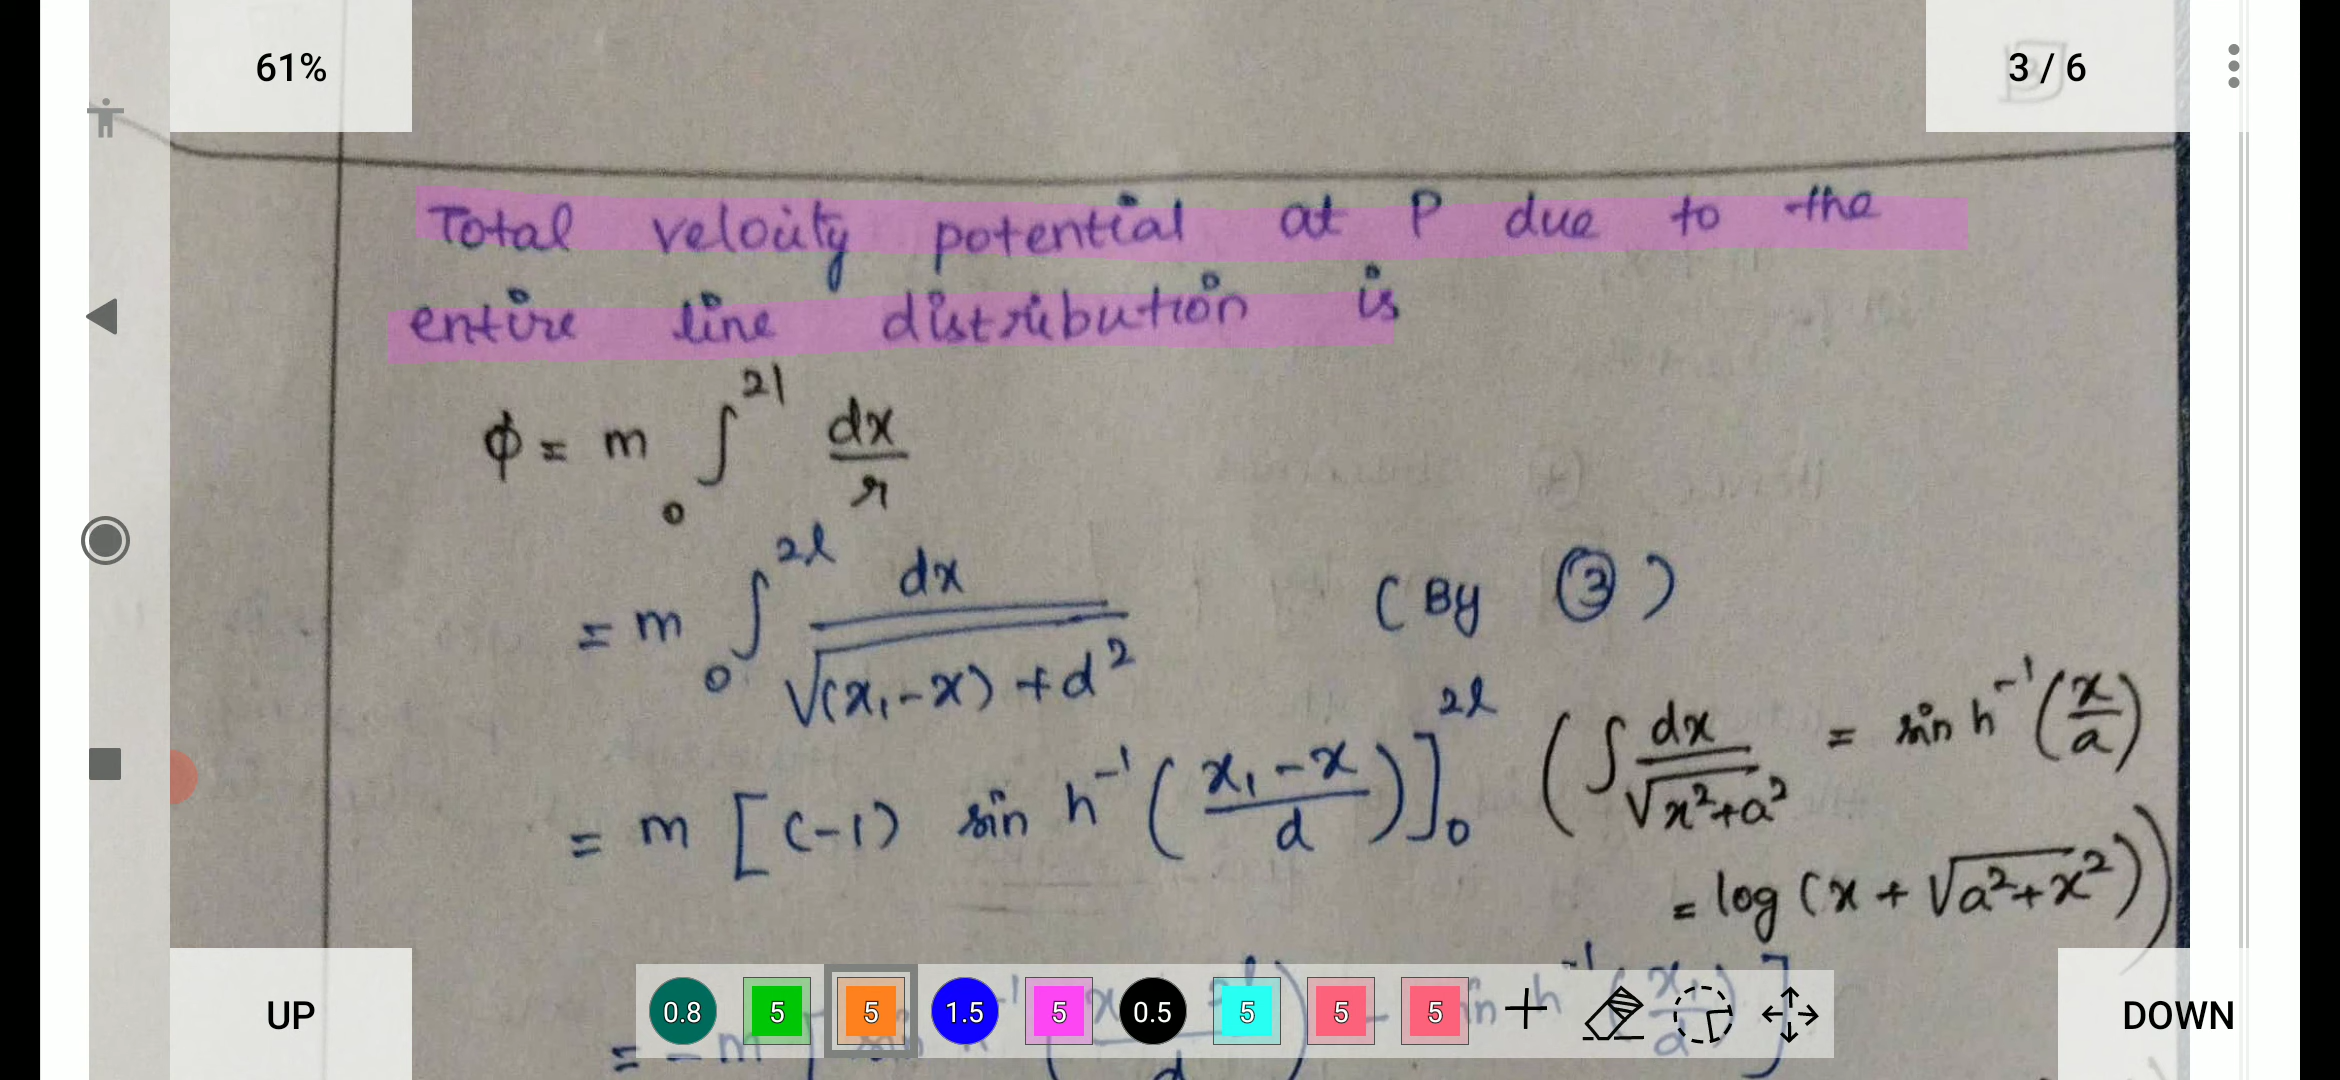 61%
3 / 6
Total velocity potential at P due to the
entire line distribution is
ϕ = m ∫₀^2l dx/r
= m ∫₀^2l dx/√(x₁-x)+d² (By ③)
= m [(-1) sin h⁻¹ (x₁-x/d)]₀^2l (∫ dx/√x²+a² = sin h⁻¹ (x/a)
= log (x + √a²+x²))
= - m
UP
0.8 5 5 1.5 5 0.5 5 5 5
DOWN